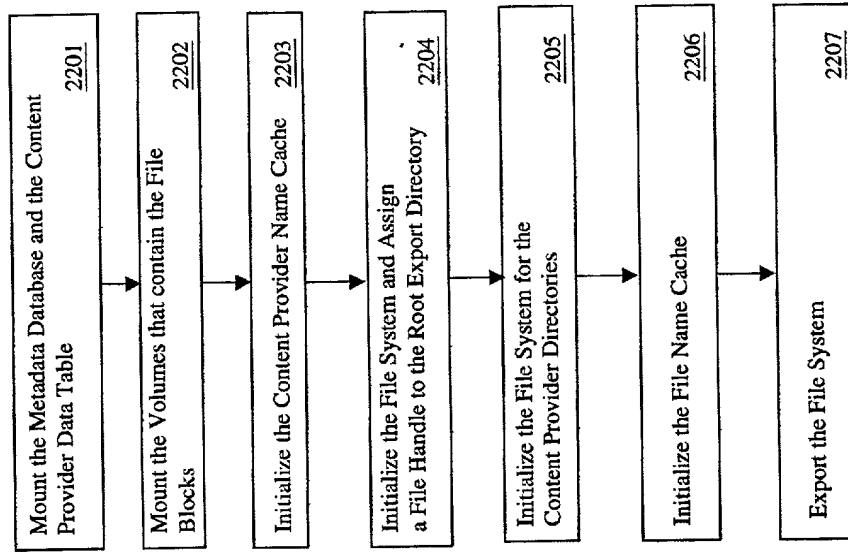 Mount the Metadata Database and the Content
Provider Data Table 2201
Mount the Volumes that contain the File
Blocks 2202
Initialize the Content Provider Name Cache 2203
Initialize the File System and Assign
a File Handle to the Root Export Directory 2204
Initialize the File System for the
Content Provider Directories 2205
Initialize the File Name Cache 2206
Export the File System 2207